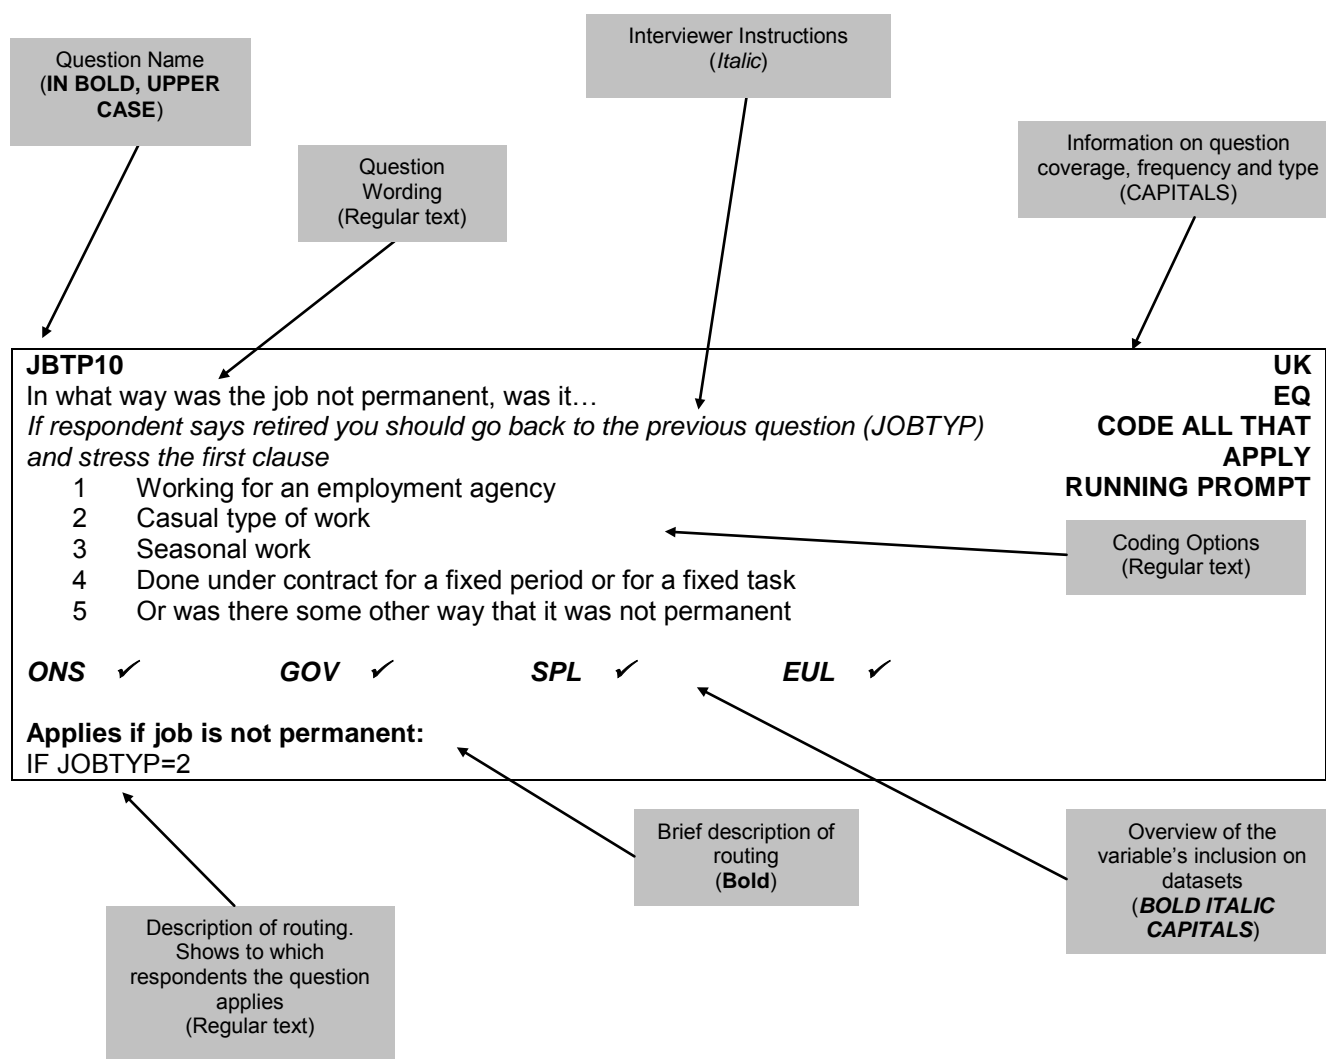 Interviewer Instructions
(Italic)
Question Name
(IN BOLD, UPPER
CASE)
Information on question
coverage, frequency and type
(CAPITALS)
Question
Wording
(Regular text)
JBTP10
UK
In what way was the job not permanent, was it…
EQ
If respondent says retired you should go back to the previous question (JOBTYP)
CODE ALL THAT
and stress the first clause
APPLY
1 Working for an employment agency
RUNNING PROMPT
2 Casual type of work
3 Seasonal work
4 Done under contract for a fixed period or for a fixed task
5 Or was there some other way that it was not permanent
Coding Options
(Regular text)
ONS ✓ GOV ✓ SPL ✓ EUL ✓
Applies if job is not permanent:
IF JOBTYP=2
Brief description of
routing
(Bold)
Overview of the
variable’s inclusion on
datasets
(BOLD ITALIC
CAPITALS)
Description of routing.
Shows to which
respondents the question
applies
(Regular text)